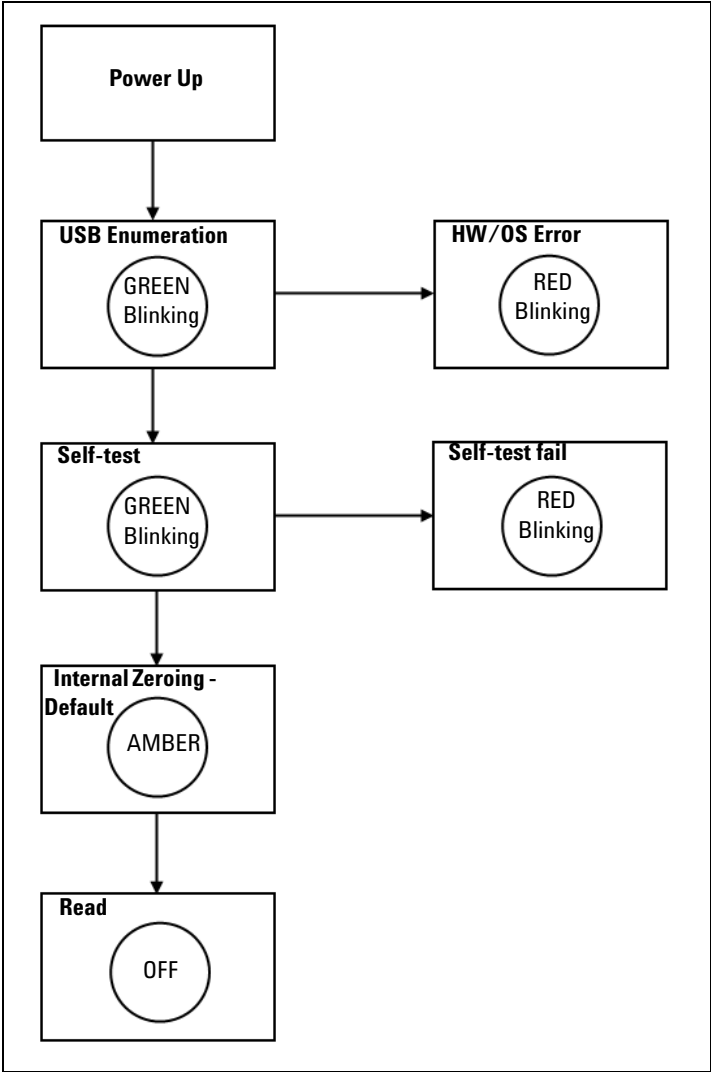 Power Up
USB Enumeration
GREEN
Blinking
HW/OS Error
RED
Blinking
Self-test
GREEN
Blinking
Self-test fail
RED
Blinking
Internal Zeroing -
Default
AMBER
Read
OFF